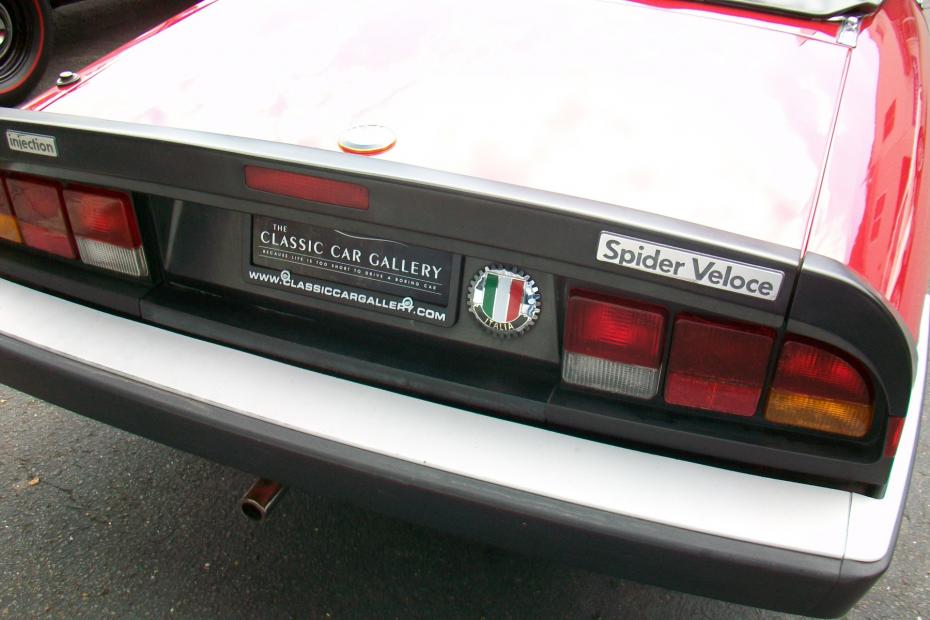 injection
THE
CLASSIC CAR GALLERY
BECAUSE LIFE IS TOO SHORT TO DRIVE A BORING CAR
WWW.CLASSICCARGALLERY.COM
ITALIA
Spider Veloce